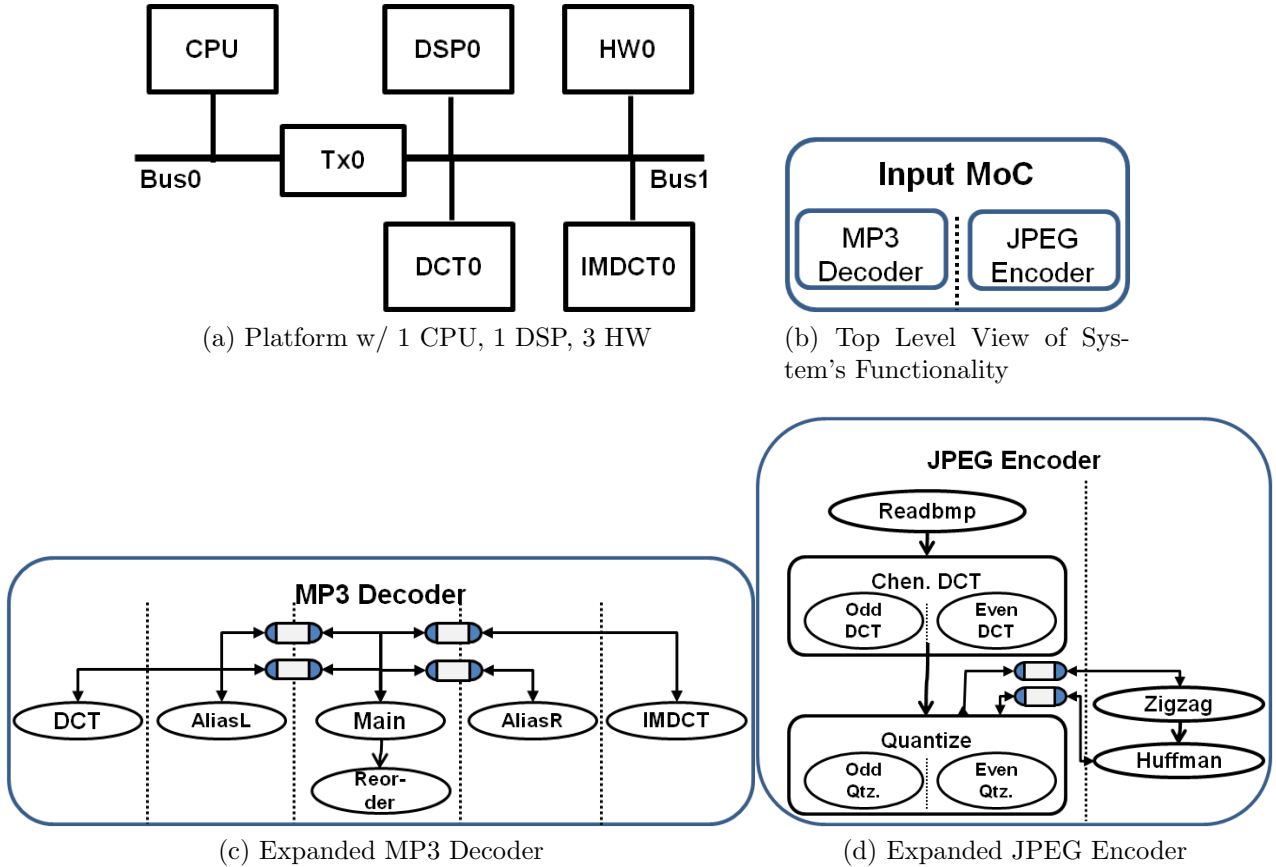 CPU
DSP0
HW0
Tx0
Bus0
Bus1
DCT0
IMDCT0
(a) Platform w/ 1 CPU, 1 DSP, 3 HW
Input MoC
MP3
Decoder
JPEG
Encoder
(b) Top Level View of Sys-
tem's Functionality
MP3 Decoder
DCT
AliasL
Main
AliasR
IMDCT
Reor-
der
(c) Expanded MP3 Decoder
JPEG Encoder
Readbmp
Chen. DCT
Odd
DCT
Even
DCT
Quantize
Odd
Qtz.
Even
Qtz.
Zigzag
Huffman
(d) Expanded JPEG Encoder